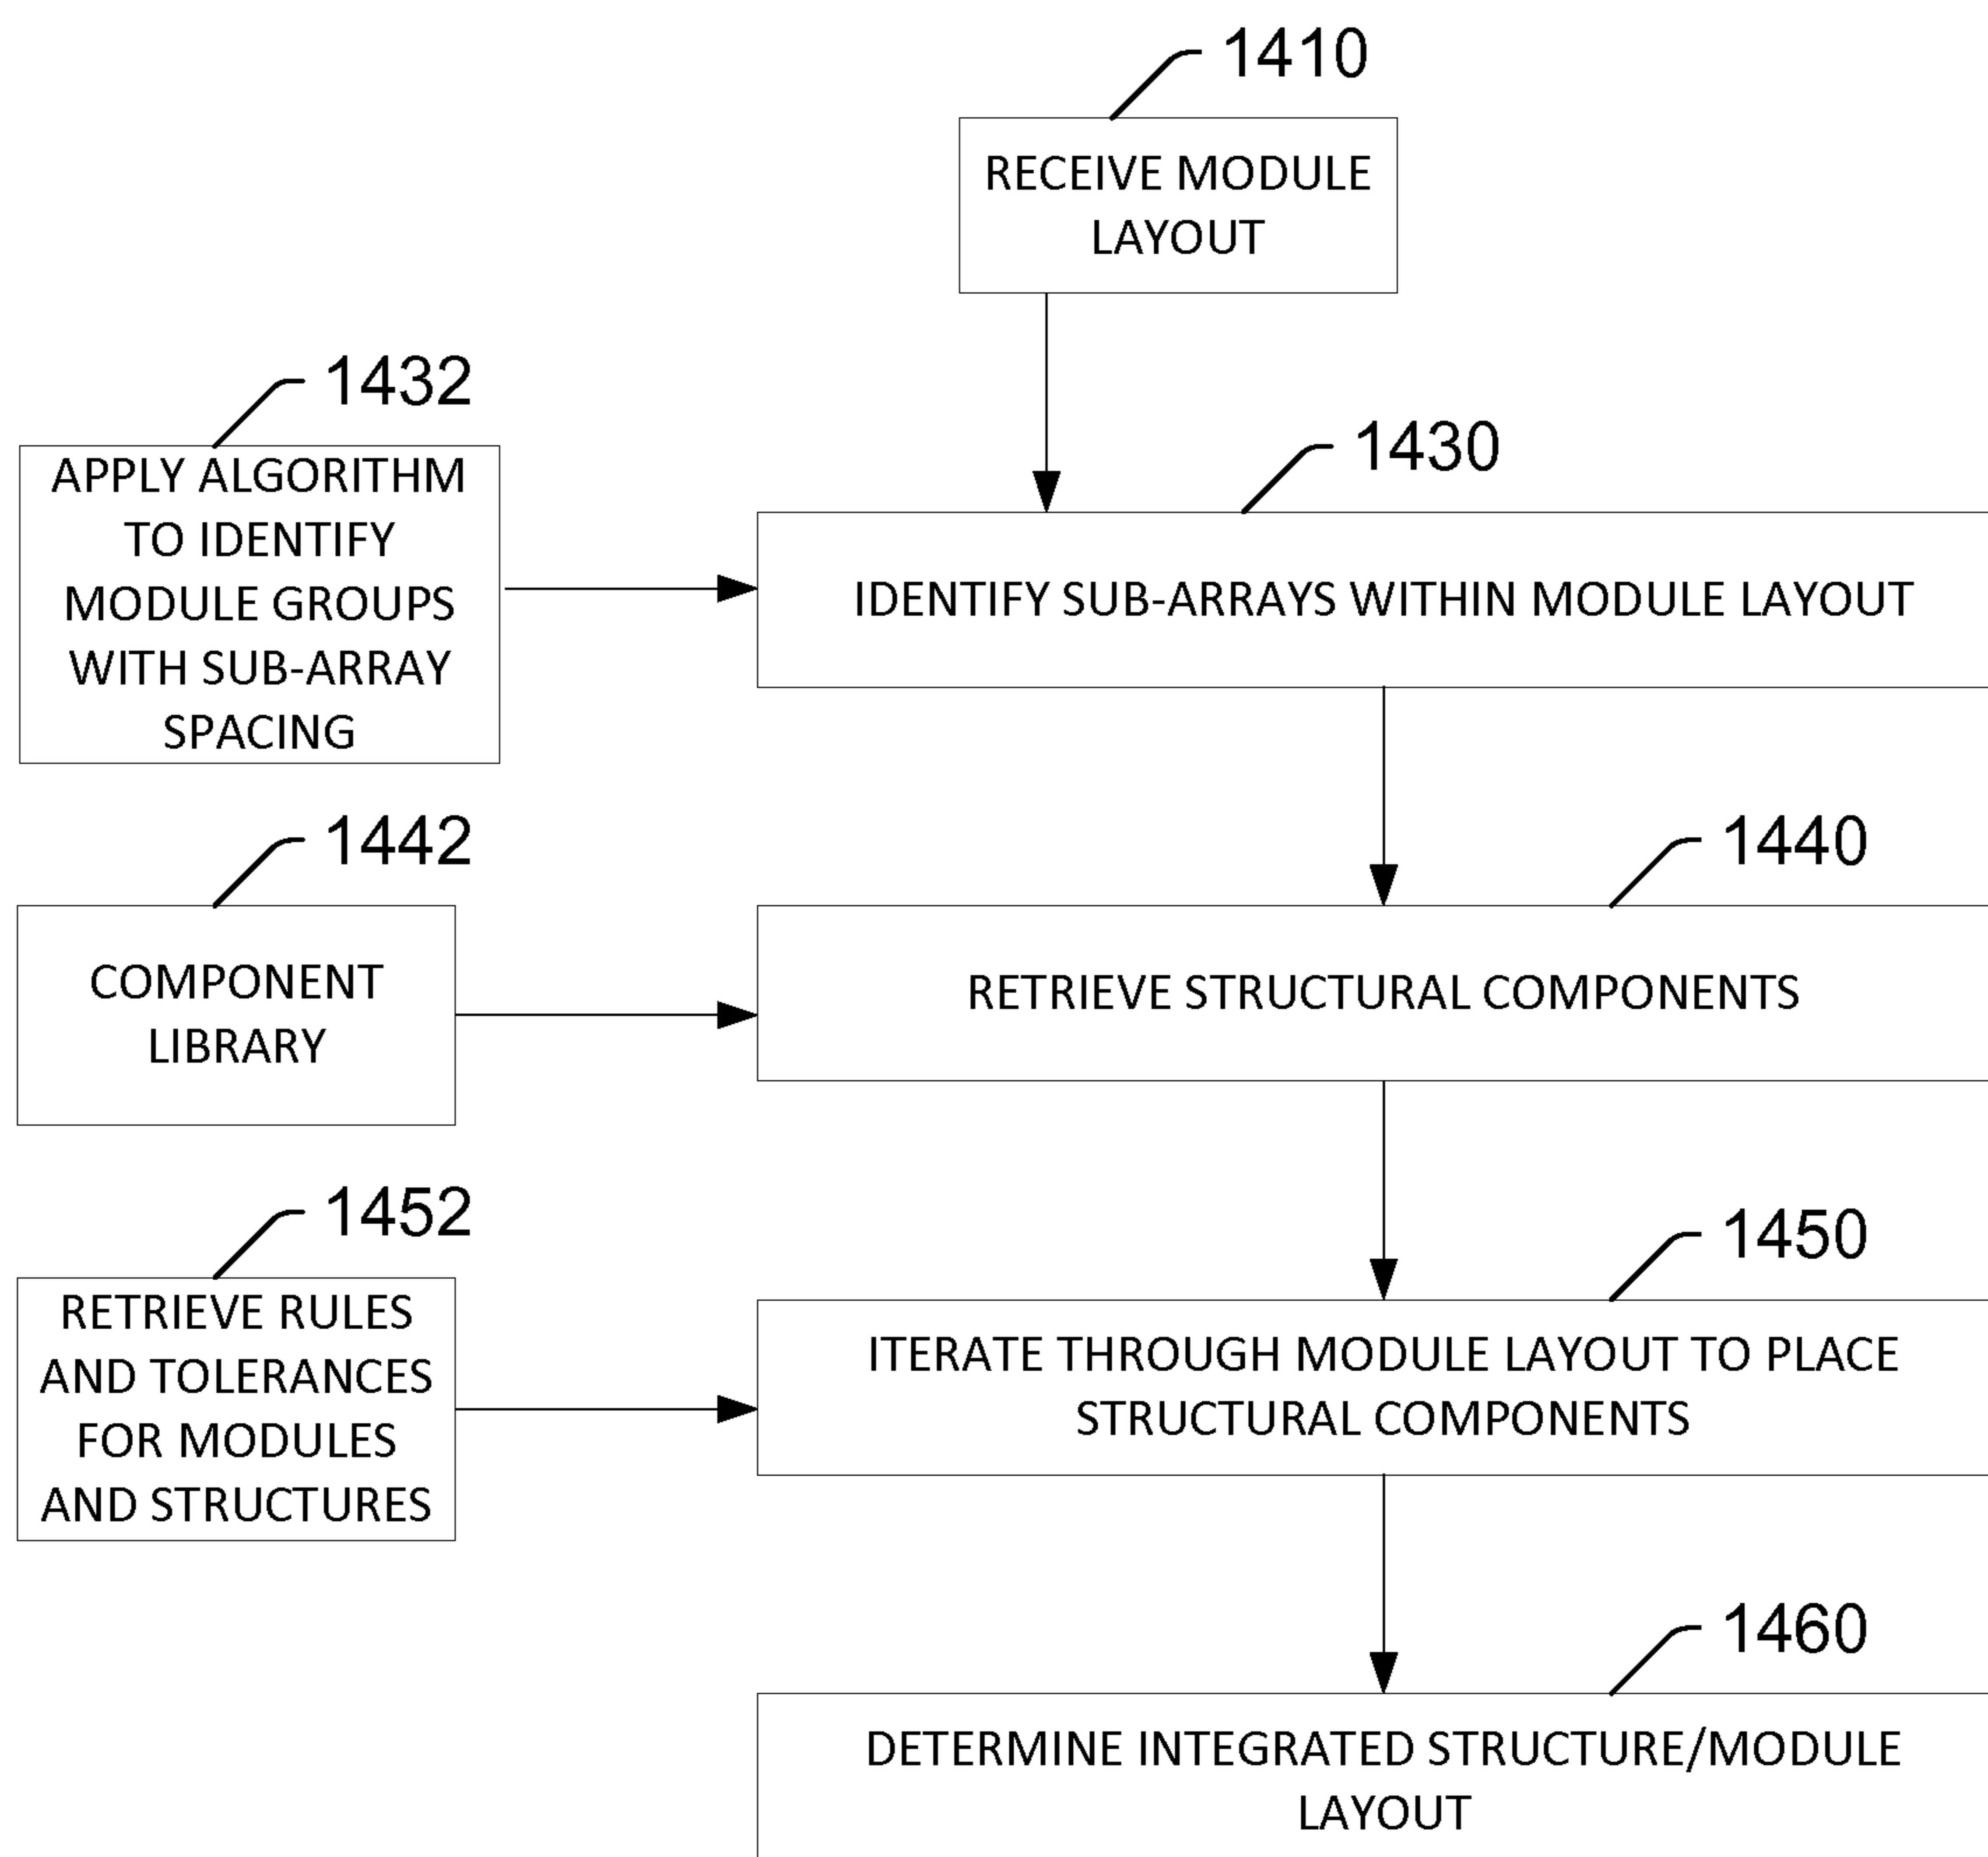 1410
RECEIVE MODULE
LAYOUT
1432
APPLY ALGORITHM
TO IDENTIFY
MODULE GROUPS
WITH SUB-ARRAY
SPACING
1430
IDENTIFY SUB-ARRAYS WITHIN MODULE LAYOUT
1442
COMPONENT
LIBRARY
1440
RETRIEVE STRUCTURAL COMPONENTS
1452
RETRIEVE RULES
AND TOLERANCES
FOR MODULES
AND STRUCTURES
1450
ITERATE THROUGH MODULE LAYOUT TO PLACE
STRUCTURAL COMPONENTS
1460
DETERMINE INTEGRATED STRUCTURE/MODULE
LAYOUT